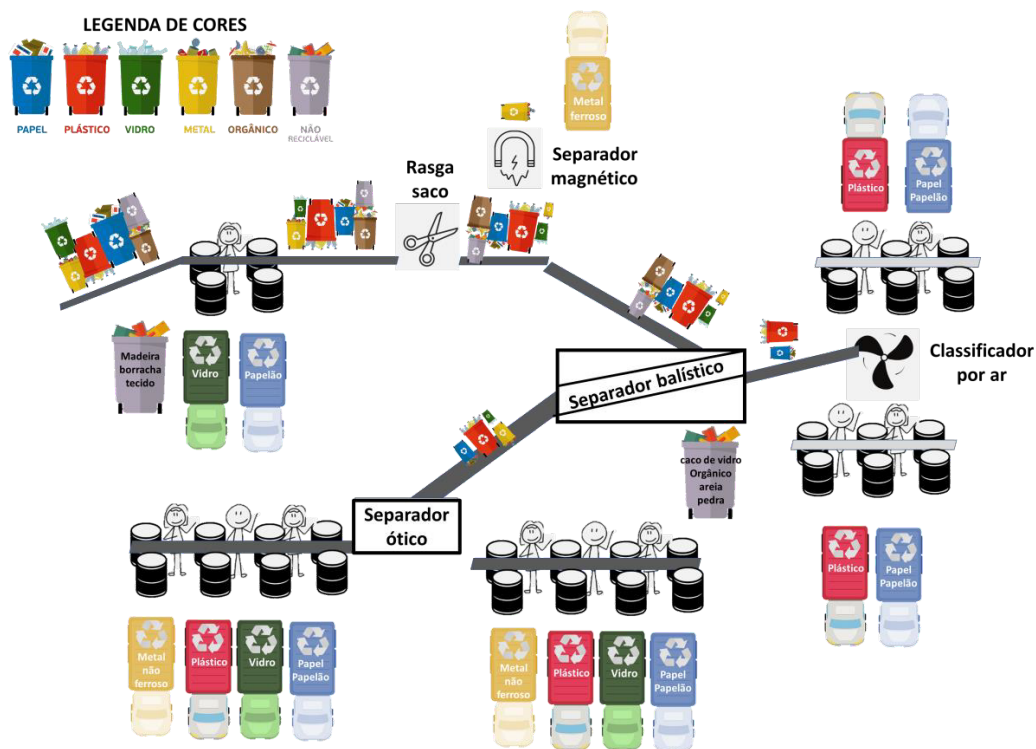 LEGENDA DE CORES
PAPEL
PLÁSTICO
VIDRO
METAL
ORGÂNICO
NÃO
RECICLÁVEL
Metal
ferroso
Separador
magnético
Rasga
saco
Plástico
Papel
Papelão
Madeira
borracha
tecido
Vidro
Papelão
Separador balístico
Classificador
por ar
caco de vidro
Orgânico
areia
pedra
Separador
ótico
Plástico
Papel
Papelão
Metal
não
ferroso
Plástico
Vidro
Papel
Papelão
Metal
não
ferroso
Plástico
Vidro
Papel
Papelão